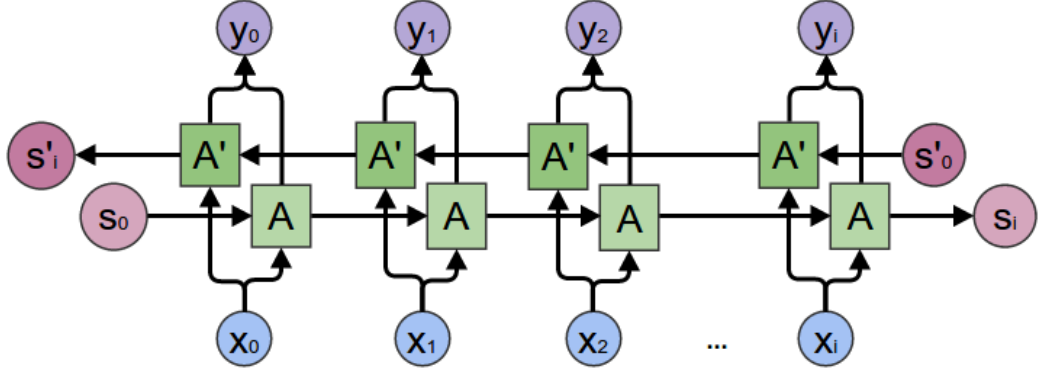 y₀ y₁ y₂ yᵢ
s'ᵢ A' A' A' A' s'₀
s₀ A A A A sᵢ
x₀ x₁ x₂ ... xᵢ